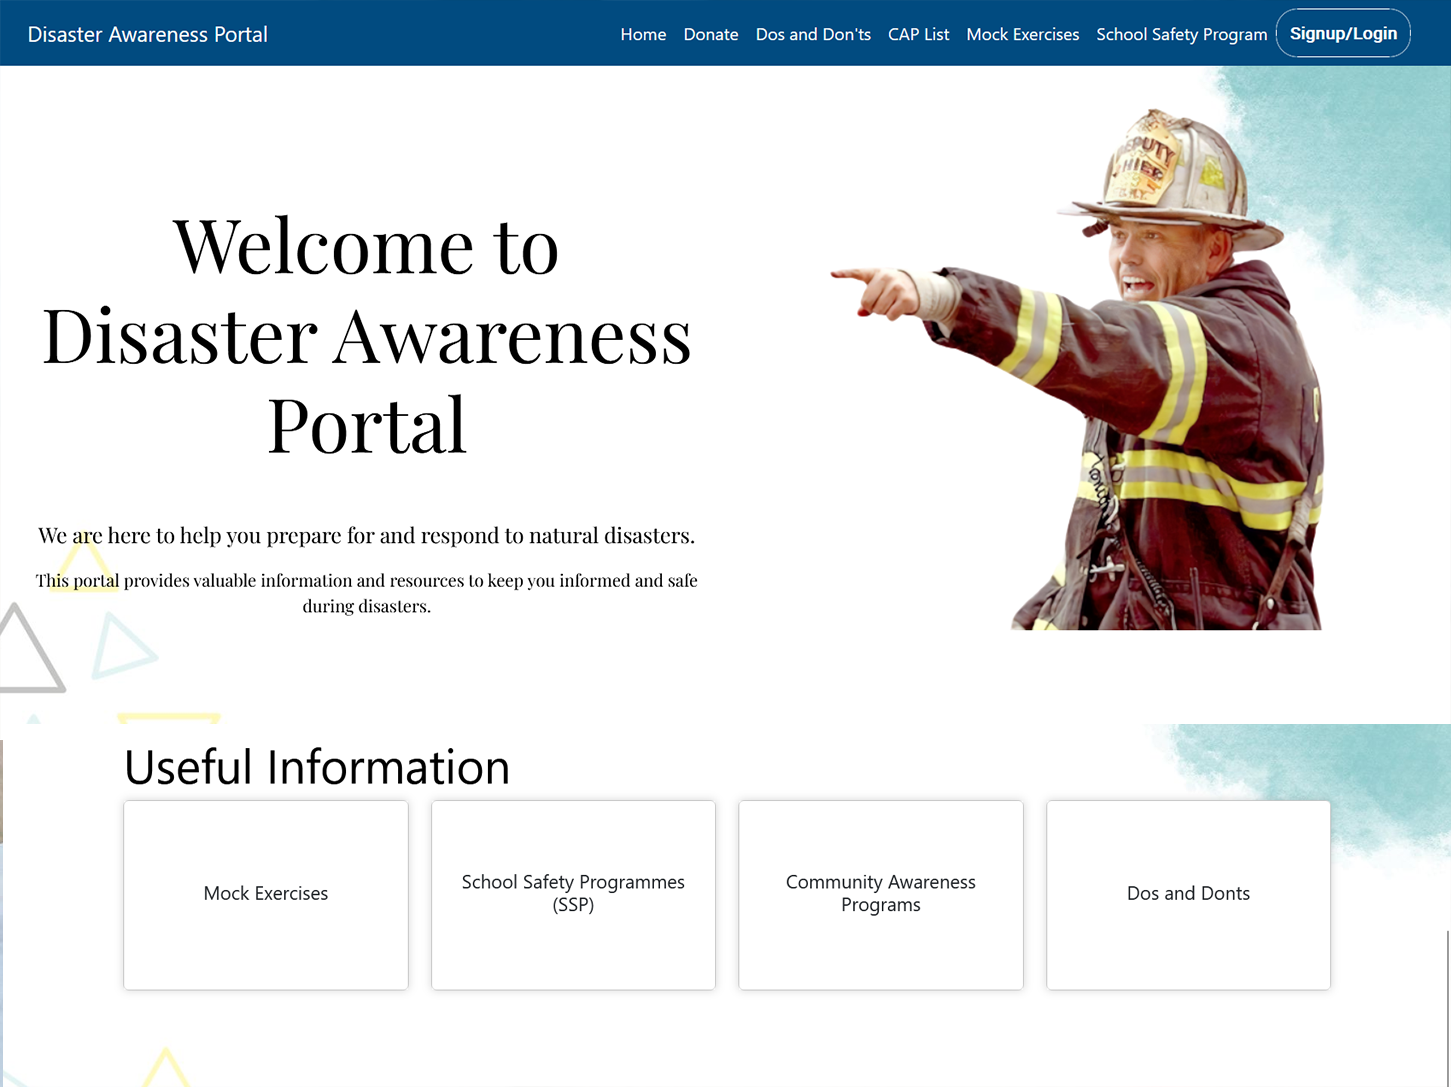 Disaster Awareness Portal
Home Donate Dos and Don'ts CAP List Mock Exercises School Safety Program Signup/Login
DEPUTY
CHIEF
Welcome to
Disaster Awareness
Portal
We are here to help you prepare for and respond to natural disasters.
This portal provides valuable information and resources to keep you informed and safe
during disasters.
Useful Information
Mock Exercises
School Safety Programmes
(SSP)
Community Awareness
Programs
Dos and Donts